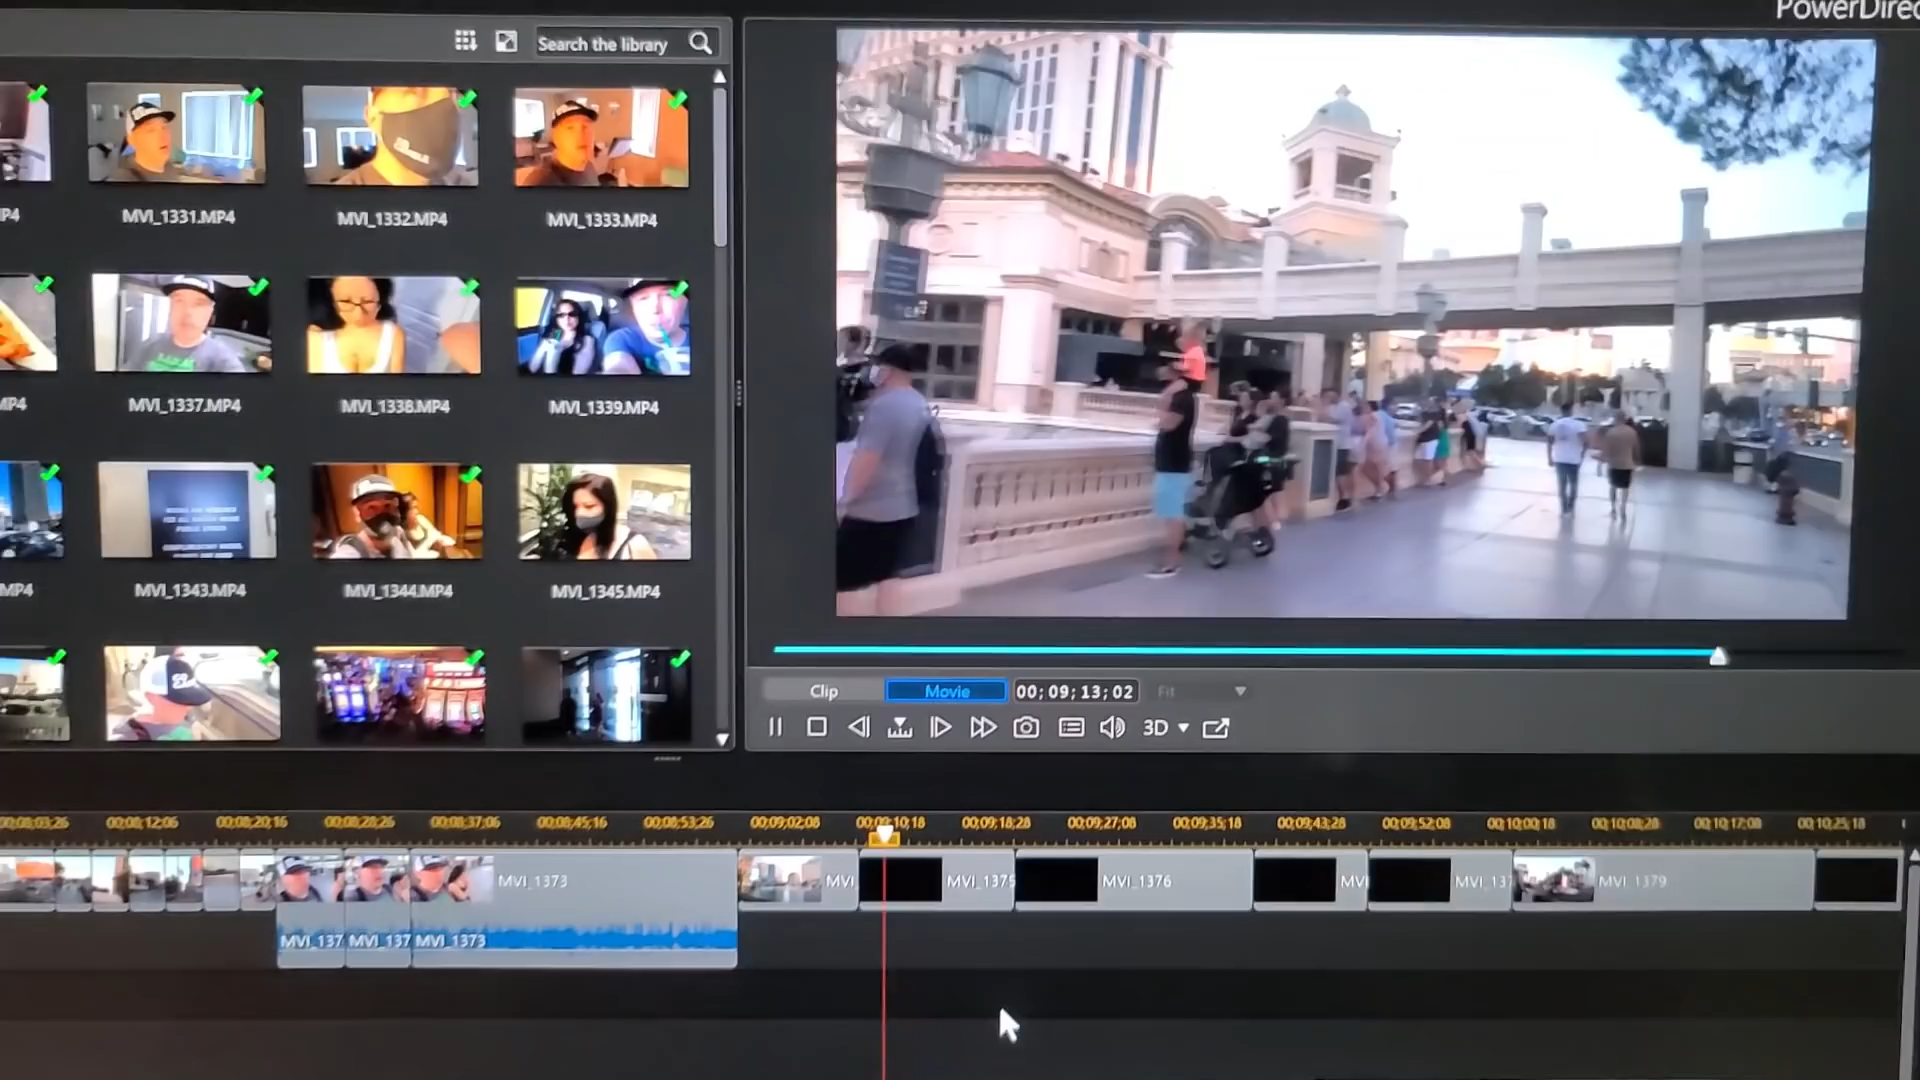 PowerDirec
Search the library
P4
MVI_1331.MP4
MVI_1332.MP4
MVI_1333.MP4
MP4
MVI_1337.MP4
MVI_1338.MP4
MVI_1339.MP4
MP4
MVI_1343.MP4
MVI_1344.MP4
MVI_1345.MP4
Clip
Movie
00;09;13;02
Fit
3D
00;08;03;26
00;08;12;06
00;08;20;16
00;08;28;26
00;08;37;06
00;08;45;16
00;08;53;26
00;09;02;08
00;09;10;18
00;09;18;28
00;09;27;08
00;09;35;18
00;09;43;28
00;09;52;08
00;10;00;18
00;10;08;28
00;10;17;08
00;10;25;18
MVI_1373
MVI
MVI_1375
MVI_1376
MVI
MVI_137
MVI_1379
MVI_137
MVI_137
MVI_1373